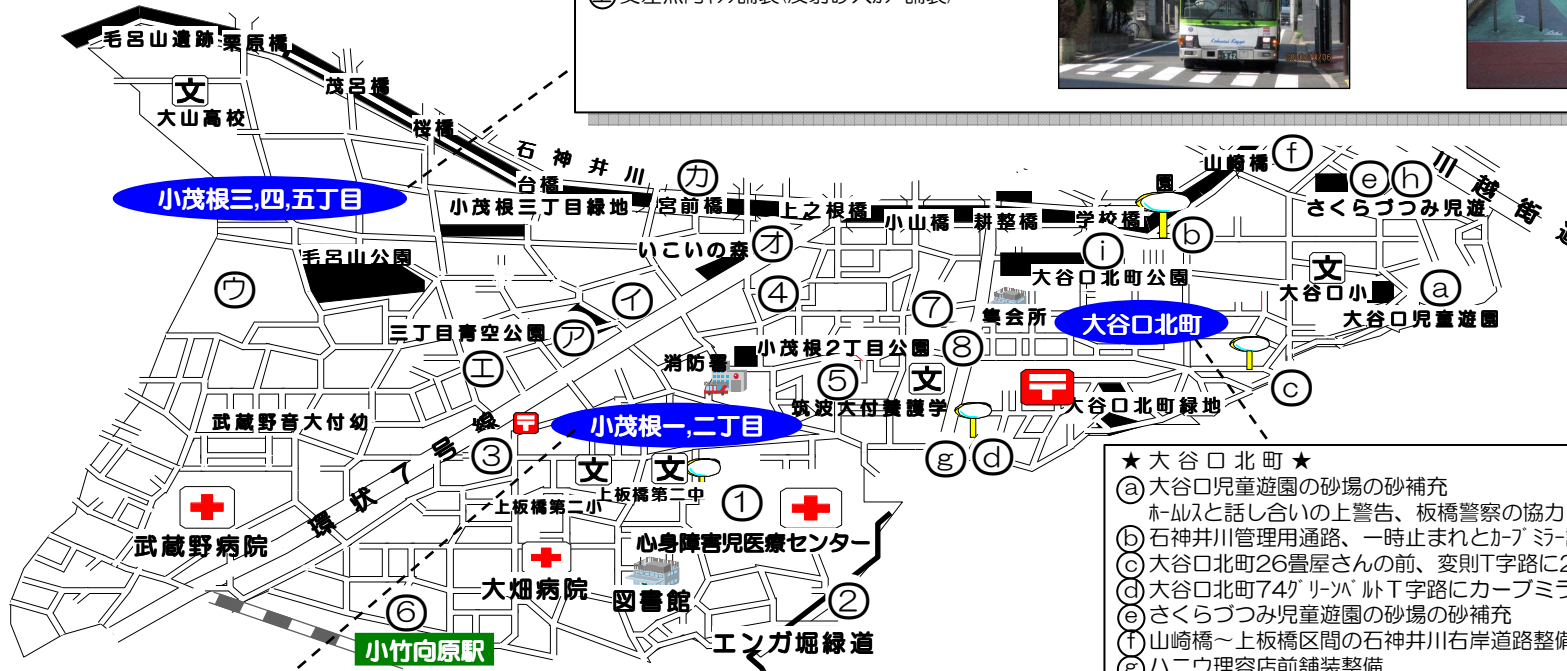 毛呂山遺跡
栗原橋
茂呂橋
文
大山高校
桜橋
石神井川
台橋
小茂根三,四,五丁目
小茂根三丁目緑地
宮前橋
カ
上之根橋
小山橋
耕整橋
学校橋
園
山崎橋
f
e
h
さくらづつみ児遊
川越街道
b
i
いこいの森
オ
毛呂山公園
ウ
イ
ア
三丁目青空公園
エ
4
7
集会所
大谷口北町公園
大谷口北町
文
大谷口小
a
大谷口児童遊園
消防署
小茂根2丁目公園
8
5
文
筑波大付養護学
〒
大谷口北町緑地
c
g
d
武蔵野音大付幼
環状7号線
〒
3
小茂根一,二丁目
文
上板橋第二小
文
上板橋第二中
1
心身障害児医療センター
武蔵野病院
大畑病院
図書館
2
エンガ堀緑道
6
小竹向原駅
★大谷口北町★
a 大谷口児童遊園の砂場の砂補充
ホームレスと話し合いの上警告、板橋警察の協力
b 石神井川管理用通路、一時止まれとカーブミラー
c 大谷口北町26畳屋さんの前、変則T字路に2
d 大谷口北町74グリーンベルトT字路にカーブミラ
e さくらづつみ児童遊園の砂場の砂補充
f 山崎橋～上板橋区間の石神井川右岸道路整備
g ハニウ理容店前舗装整備